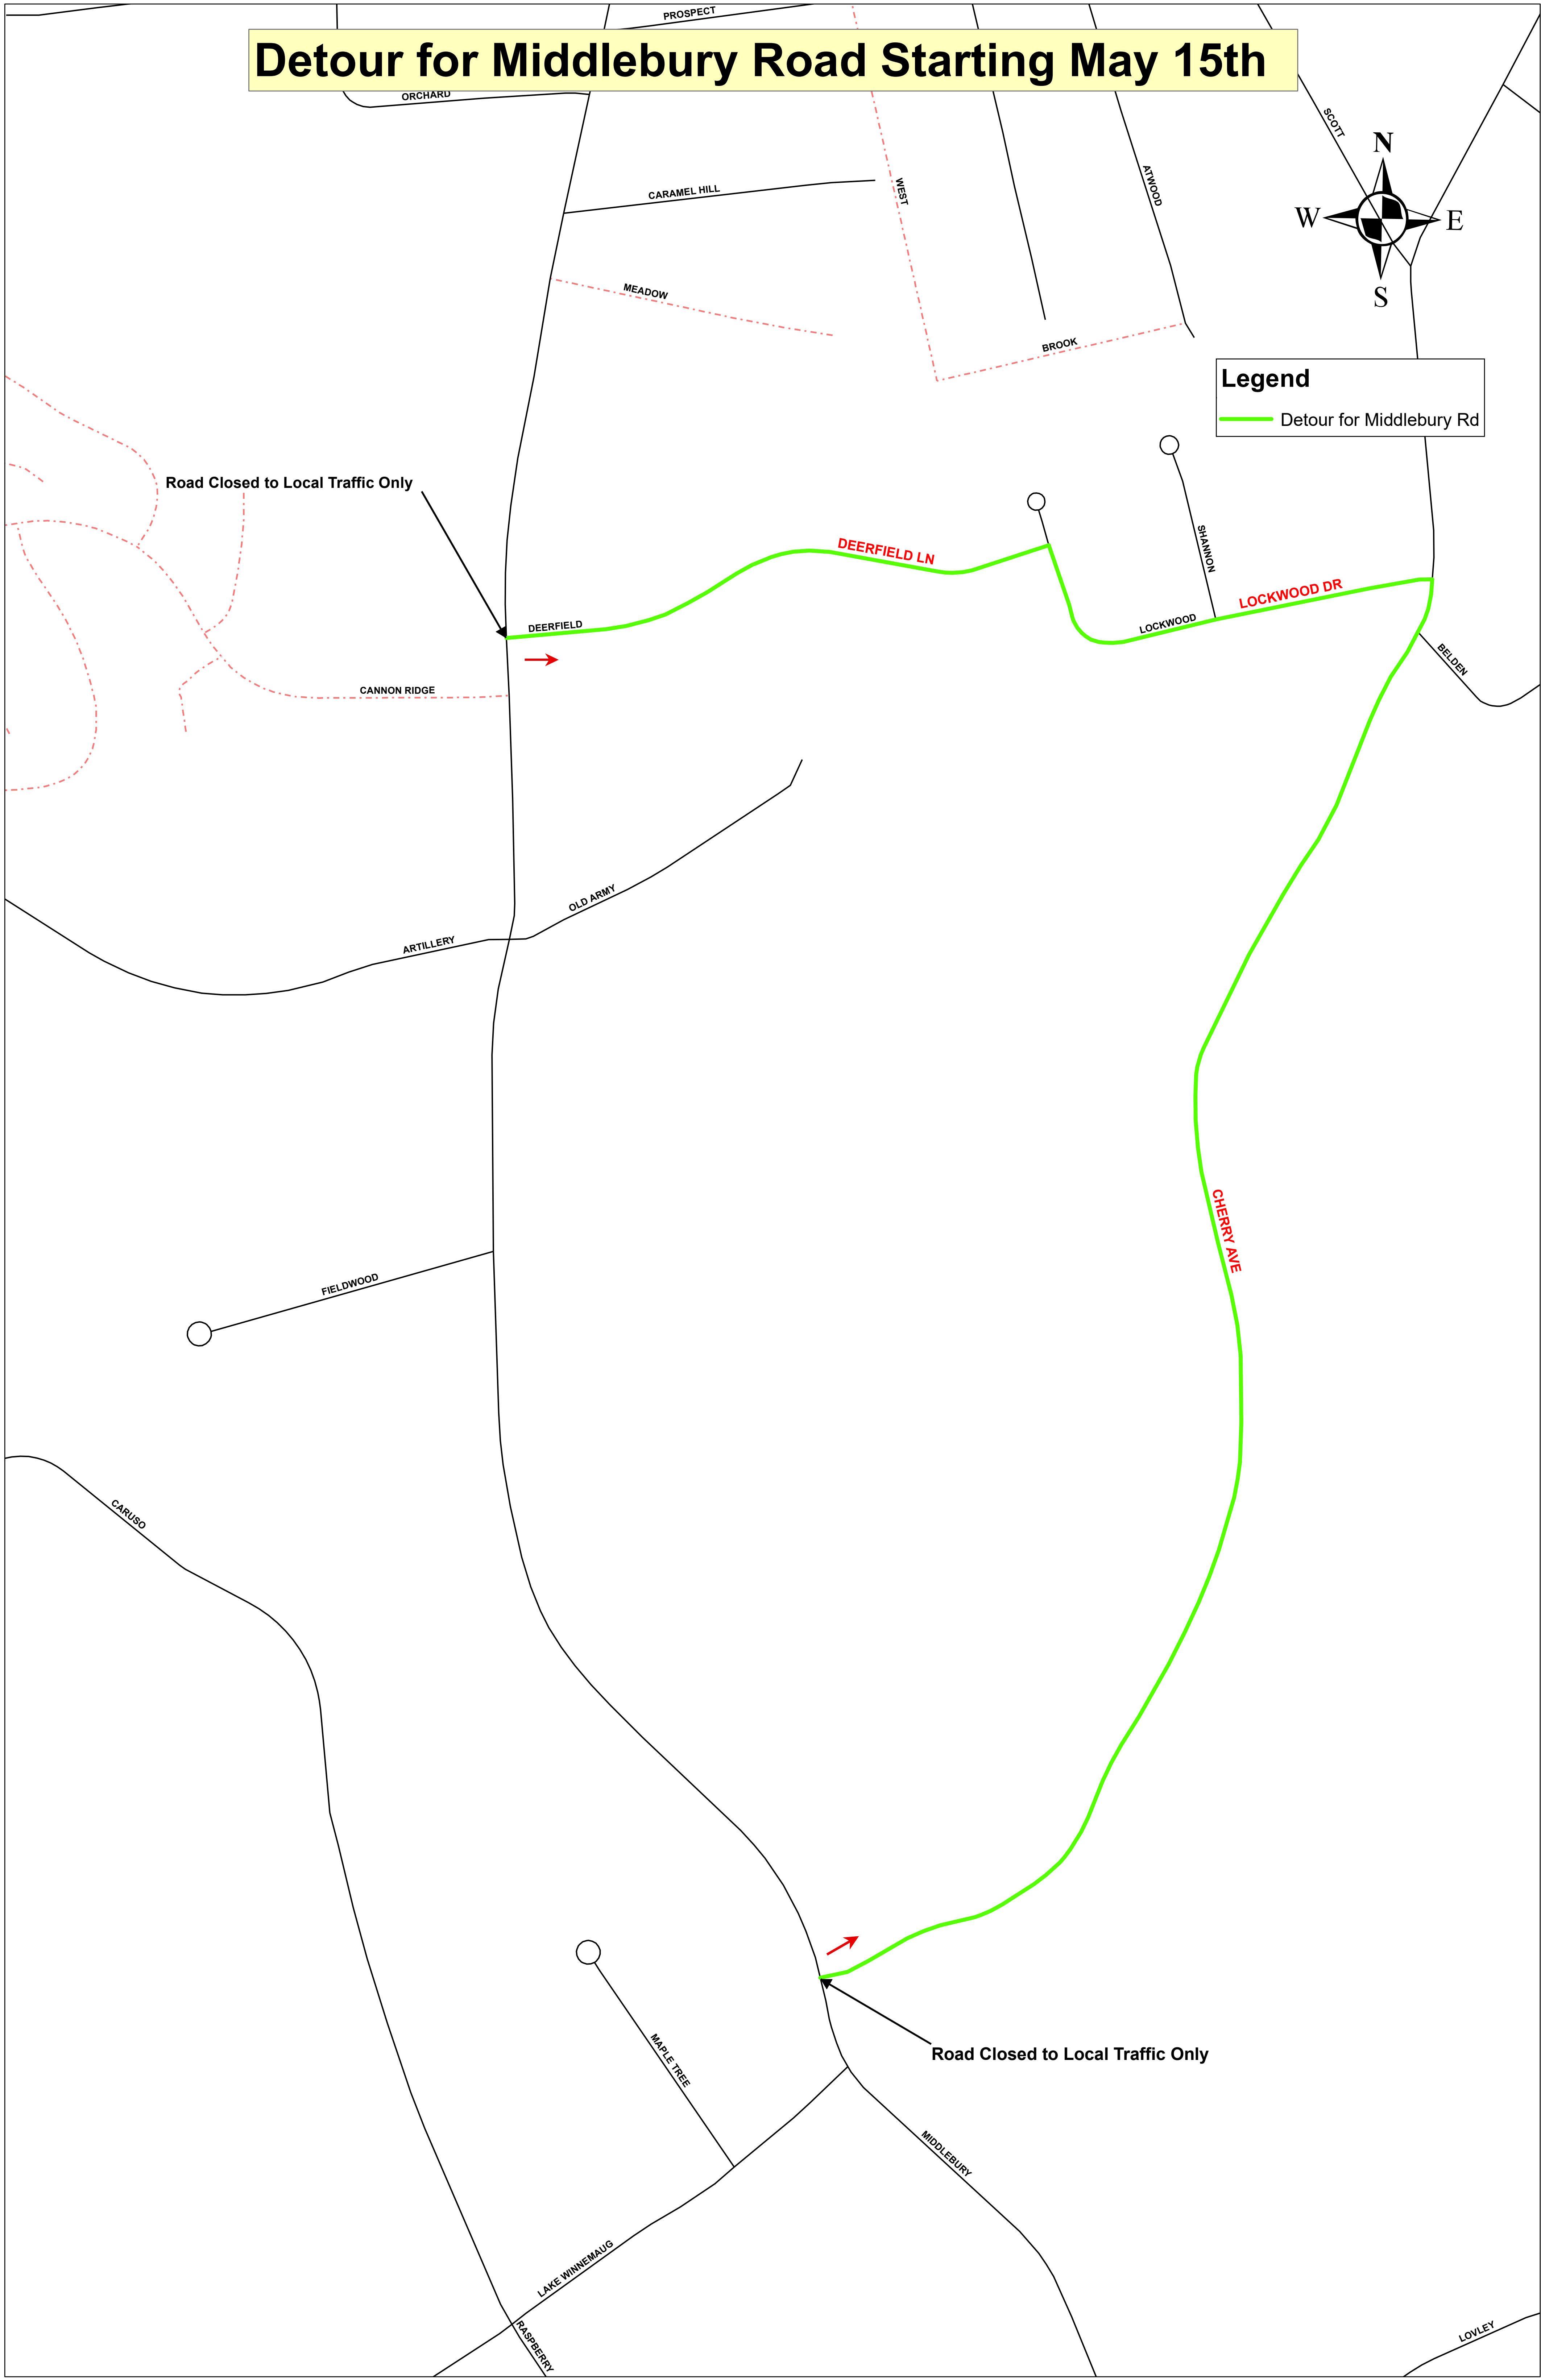 PROSPECT
Detour for Middlebury Road Starting May 15th
ORCHARD
SCOTT
N
W
E
S
CARAMEL HILL
WEST
ATWOOD
MEADOW
BROOK
Legend
Detour for Middlebury Rd
Road Closed to Local Traffic Only
DEERFIELD LN
SHANNON
LOCKWOOD DR
DEERFIELD
LOCKWOOD
BELDEN
CANNON RIDGE
OLD ARMY
ARTILLERY
CHERRY AVE
FIELDWOOD
CARUSO
MAPLE TREE
Road Closed to Local Traffic Only
MIDDLEBURY
LAKE WINNEMAUG
RASPBERRY
LOVLEY